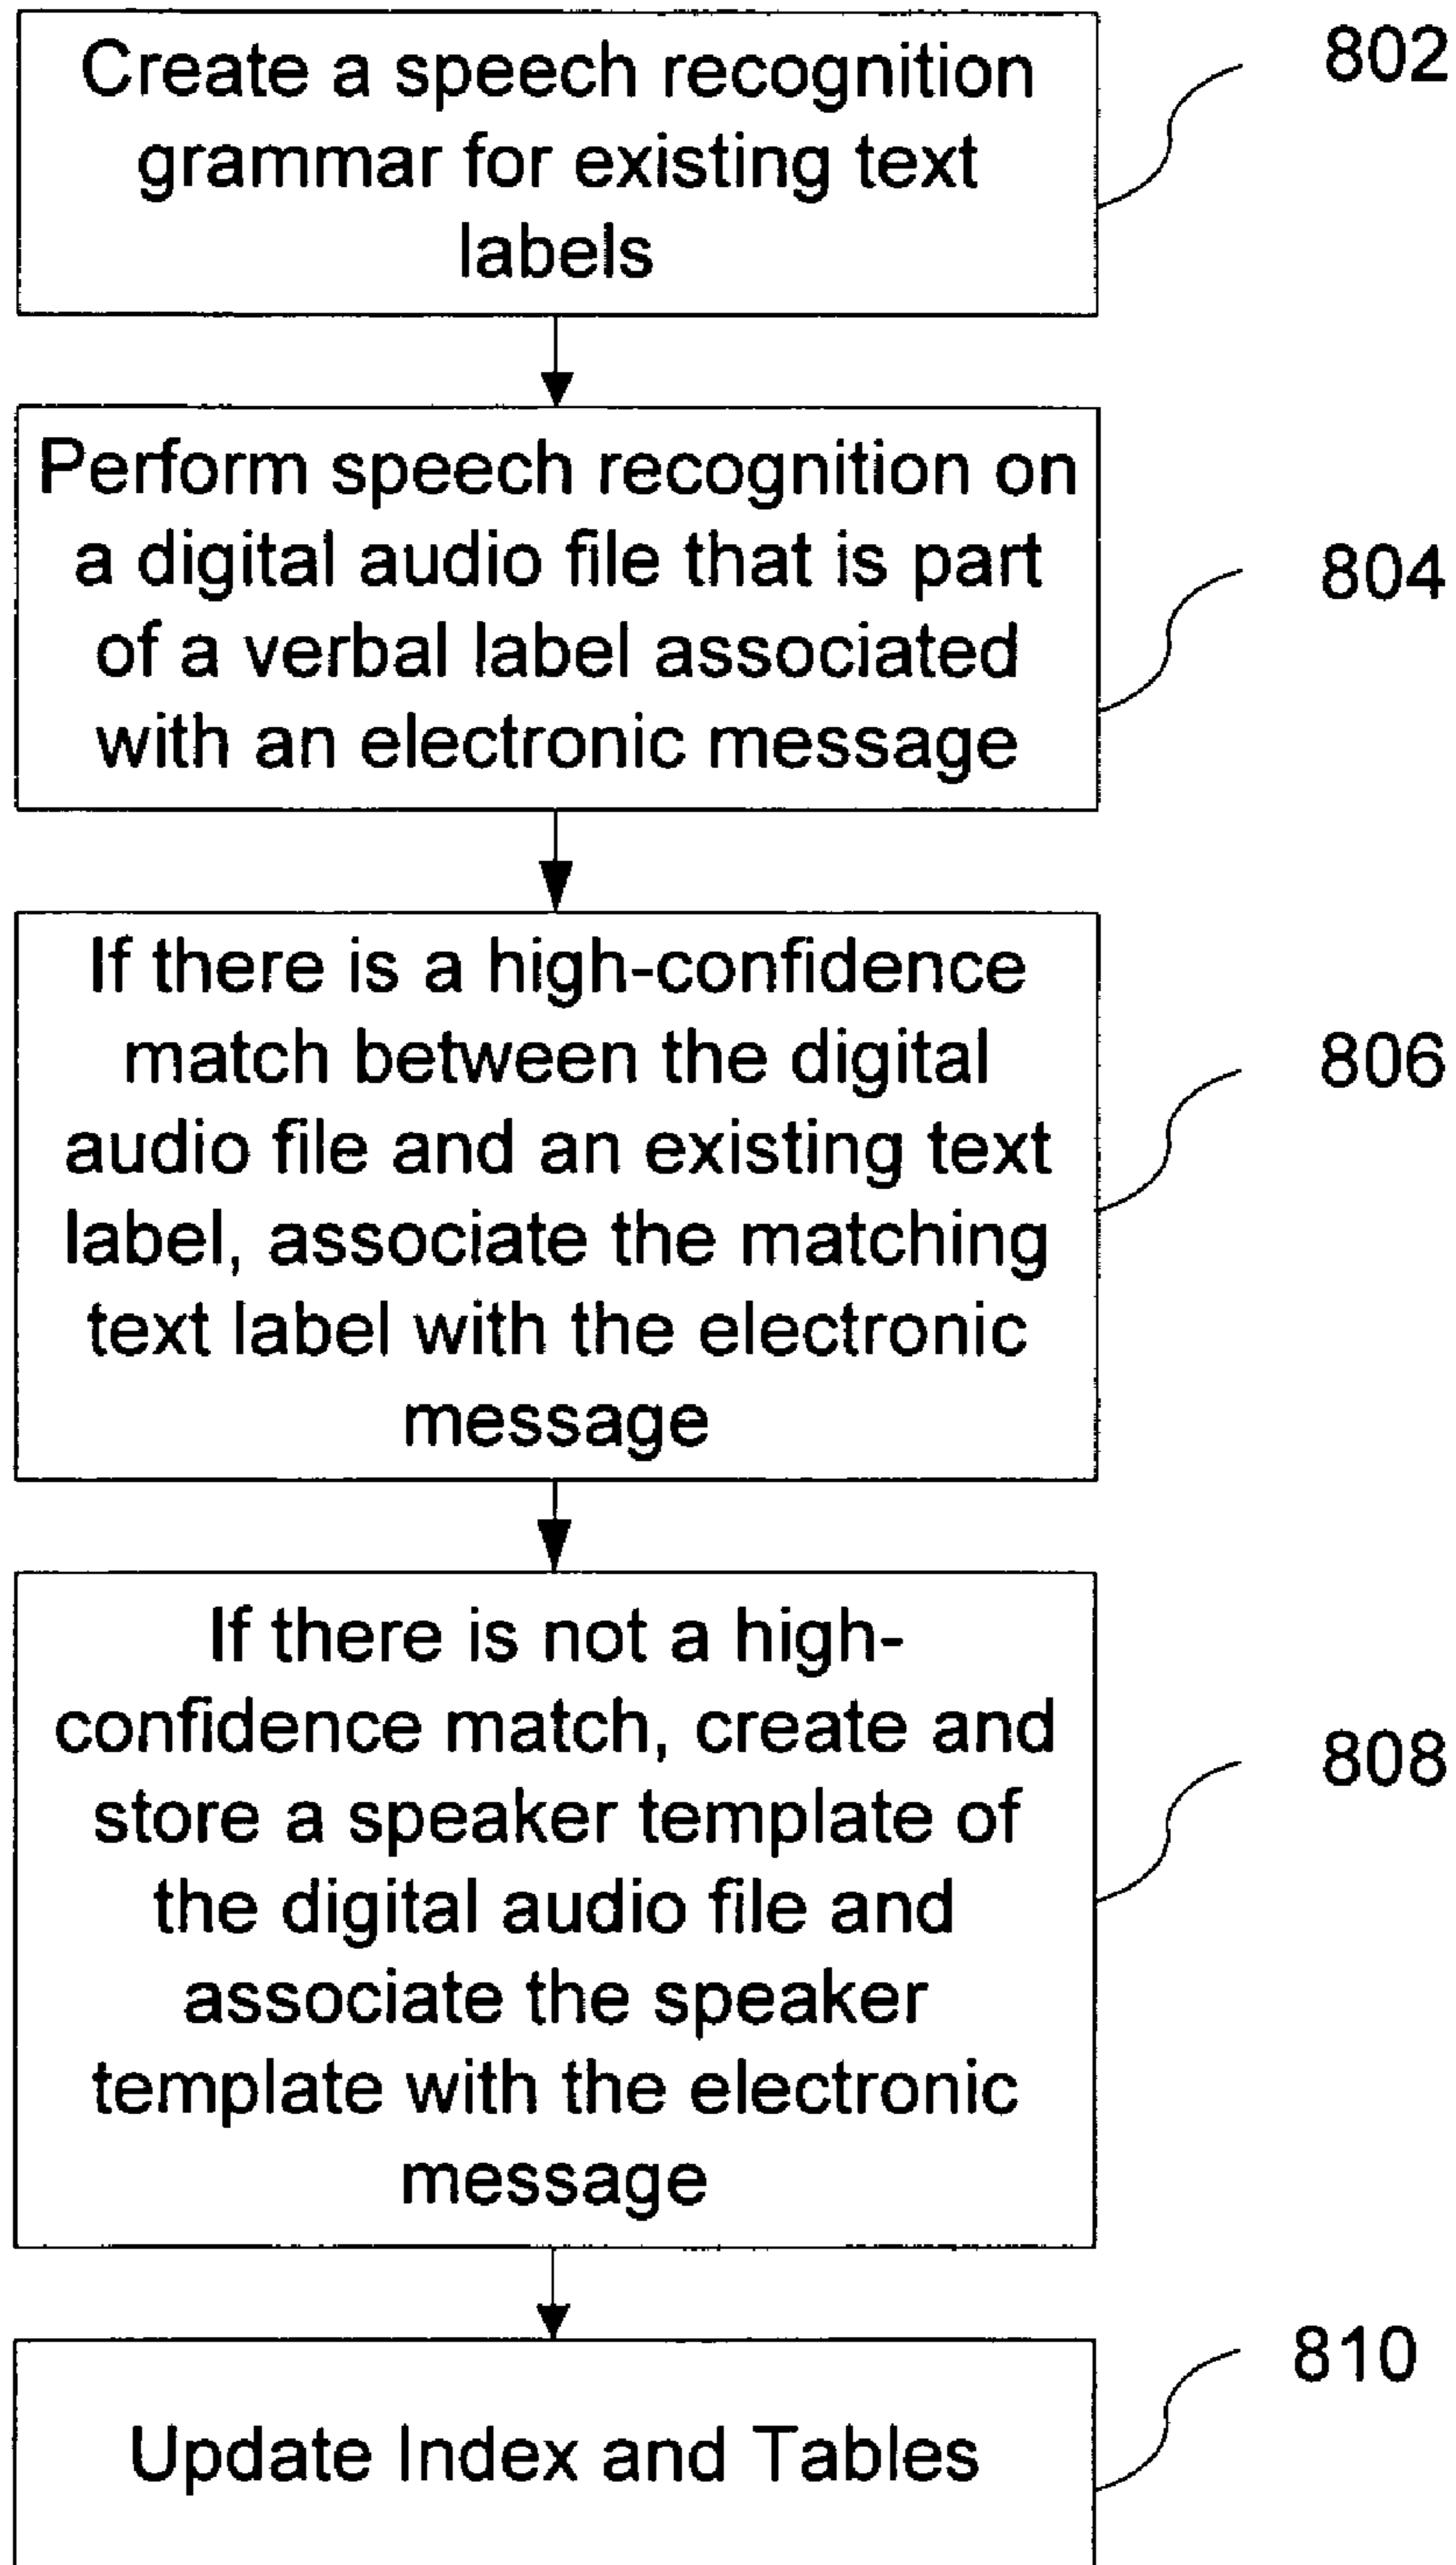 Create a speech recognition
grammar for existing text
labels
802
Perform speech recognition on
a digital audio file that is part
of a verbal label associated
with an electronic message
804
If there is a high-confidence
match between the digital
audio file and an existing text
label, associate the matching
text label with the electronic
message
806
If there is not a high-
confidence match, create and
store a speaker template of
the digital audio file and
associate the speaker
template with the electronic
message
808
Update Index and Tables
810